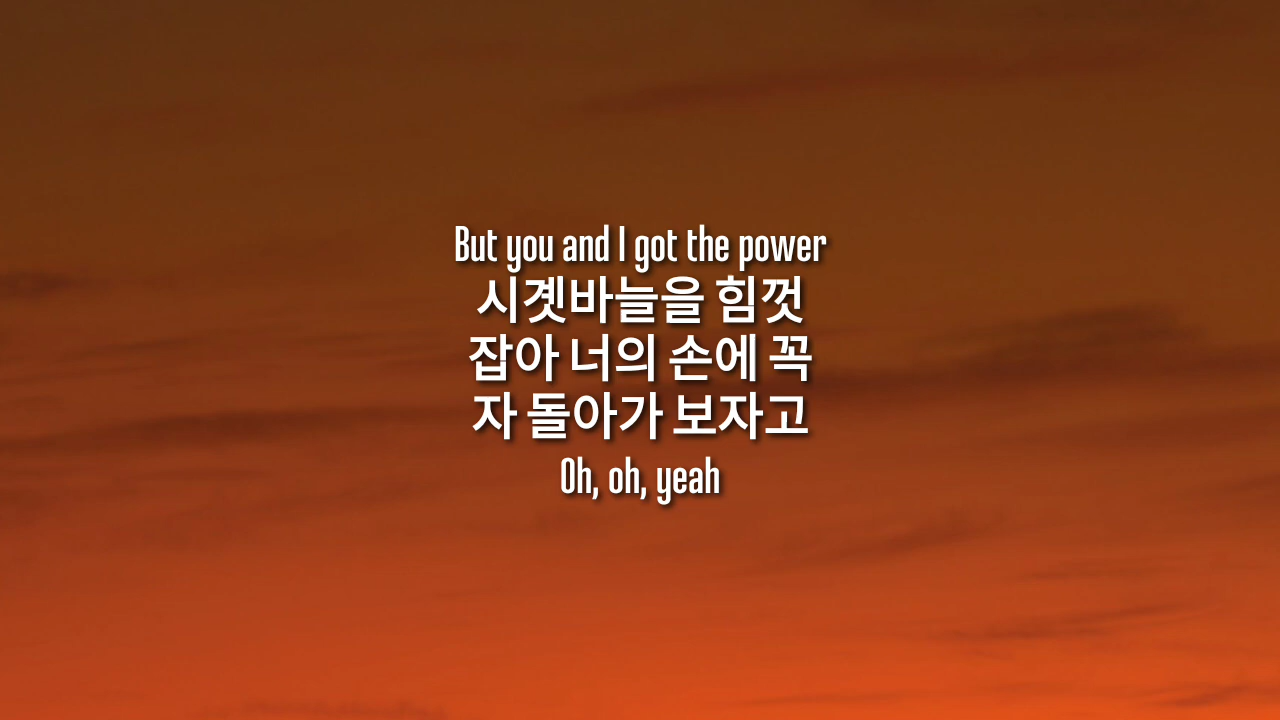 But you and I got the power
시곗바늘을 힘껏
잡아 너의 손에 꼭
자 돌아가 보자고
Oh, oh, yeah